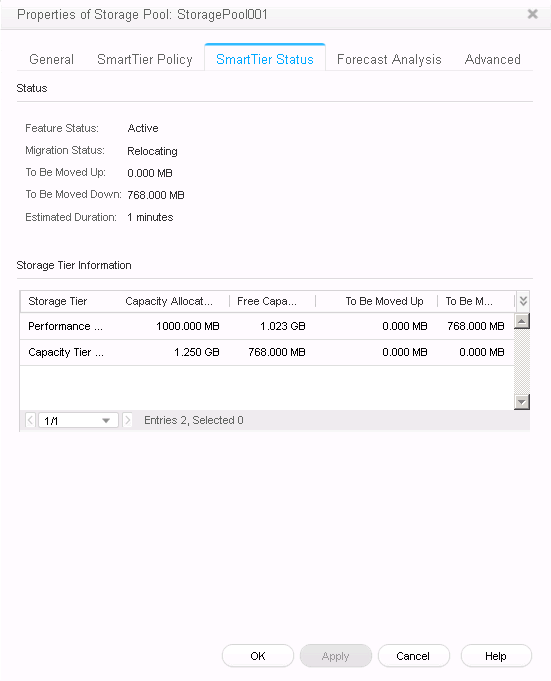 Properties of Storage Pool: StoragePool001
General SmartTier Policy SmartTier Status Forecast Analysis Advanced
Status
Feature Status: Active
Migration Status: Relocating
To Be Moved Up: 0.000 MB
To Be Moved Down: 768.000 MB
Estimated Duration: 1 minutes
Storage Tier Information
Storage Tier Capacity Allocat... Free Capa... To Be Moved Up To Be M...
Performance ... 1000.000 MB 1.023 GB 0.000 MB 768.000 MB
Capacity Tier ... 1.250 GB 768.000 MB 0.000 MB 0.000 MB
1/1 Entries 2, Selected 0
OK Apply Cancel Help